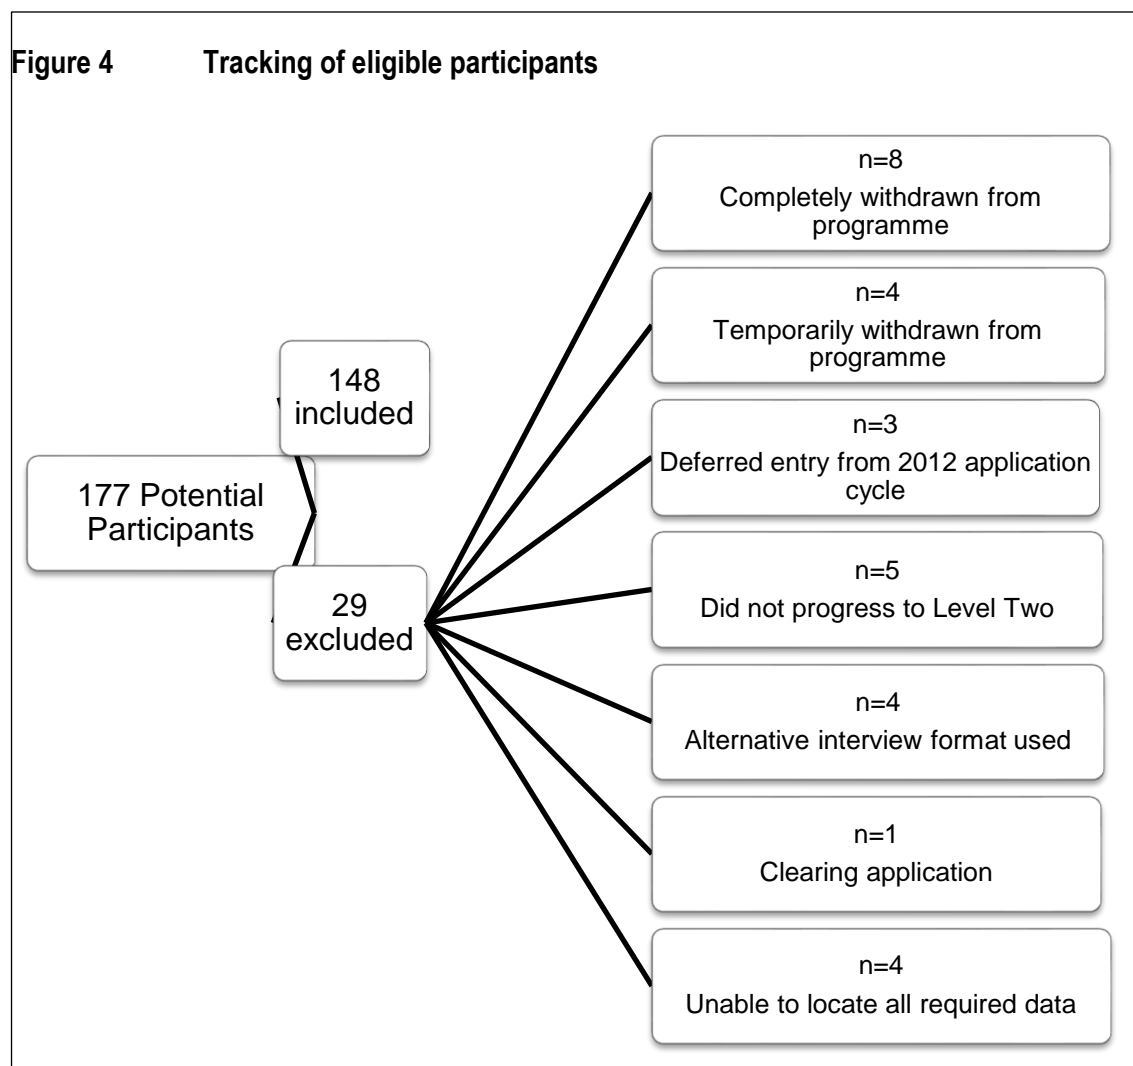 Figure 4 Tracking of eligible participants
177 Potential
Participants
148
included
29
excluded
n=8
Completely withdrawn from
programme
n=4
Temporarily withdrawn from
programme
n=3
Deferred entry from 2012 application
cycle
n=5
Did not progress to Level Two
n=4
Alternative interview format used
n=1
Clearing application
n=4
Unable to locate all required data